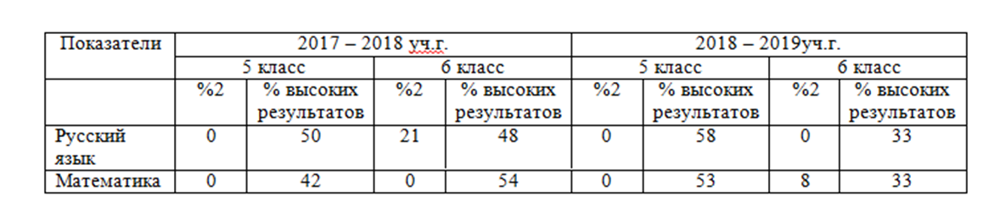 Показатели 2017 – 2018 уч.г. 2018 – 2019уч.г.
5 класс 6 класс 5 класс 6 класс
%2 % высоких результатов %2 % высоких результатов %2 % высоких результатов %2 % высоких результатов
Русский язык 0 50 21 48 0 58 0 33
Математика 0 42 0 54 0 53 8 33